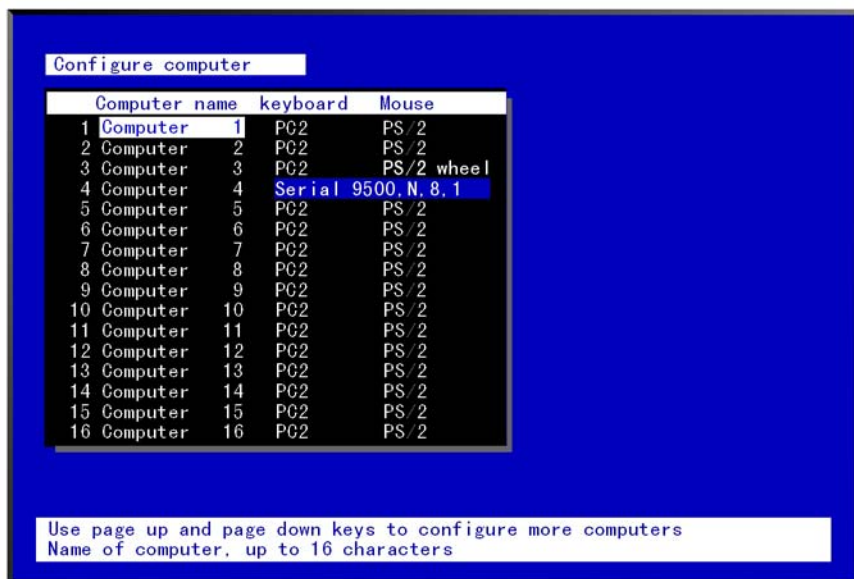 Configure computer
Computer name keyboard Mouse
1 Computer 1 PC2 PS/2
2 Computer 2 PC2 PS/2
3 Computer 3 PC2 PS/2 wheel
4 Computer 4 Serial 9500,N,8,1
5 Computer 5 PC2 PS/2
6 Computer 6 PC2 PS/2
7 Computer 7 PC2 PS/2
8 Computer 8 PC2 PS/2
9 Computer 9 PC2 PS/2
10 Computer 10 PC2 PS/2
11 Computer 11 PC2 PS/2
12 Computer 12 PC2 PS/2
13 Computer 13 PC2 PS/2
14 Computer 14 PC2 PS/2
15 Computer 15 PC2 PS/2
16 Computer 16 PC2 PS/2
Use page up and page down keys to configure more computers
Name of computer, up to 16 characters